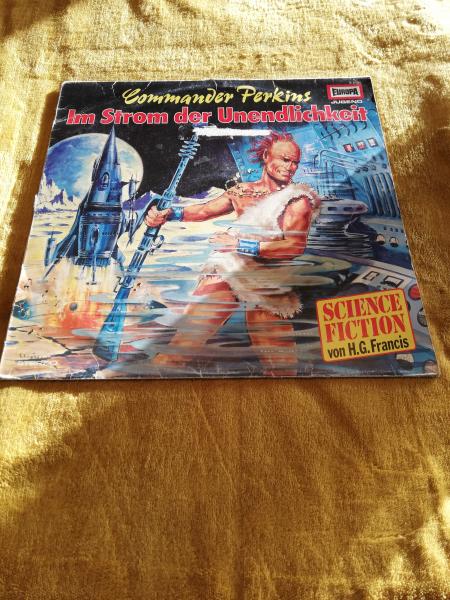 Commander Perkins
EUROPA
JUGEND
Im Strom der Unendlichkeit
SCIENCE
FICTION
von H.G. Francis